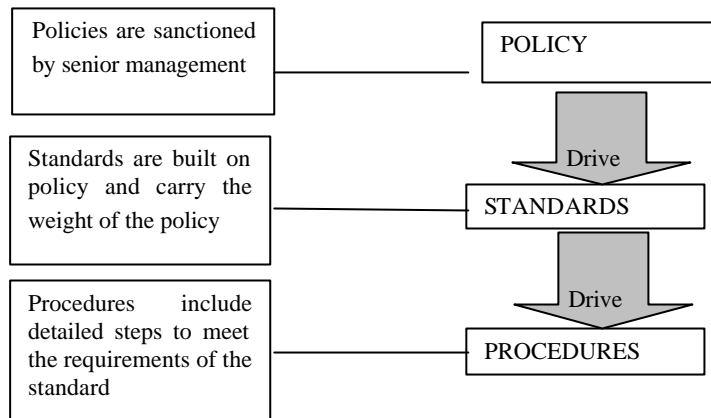 Policies are sanctioned
by senior management
POLICY
Drive
Standards are built on
policy and carry the
weight of the policy
STANDARDS
Drive
Procedures include
detailed steps to meet
the requirements of the
standard
PROCEDURES